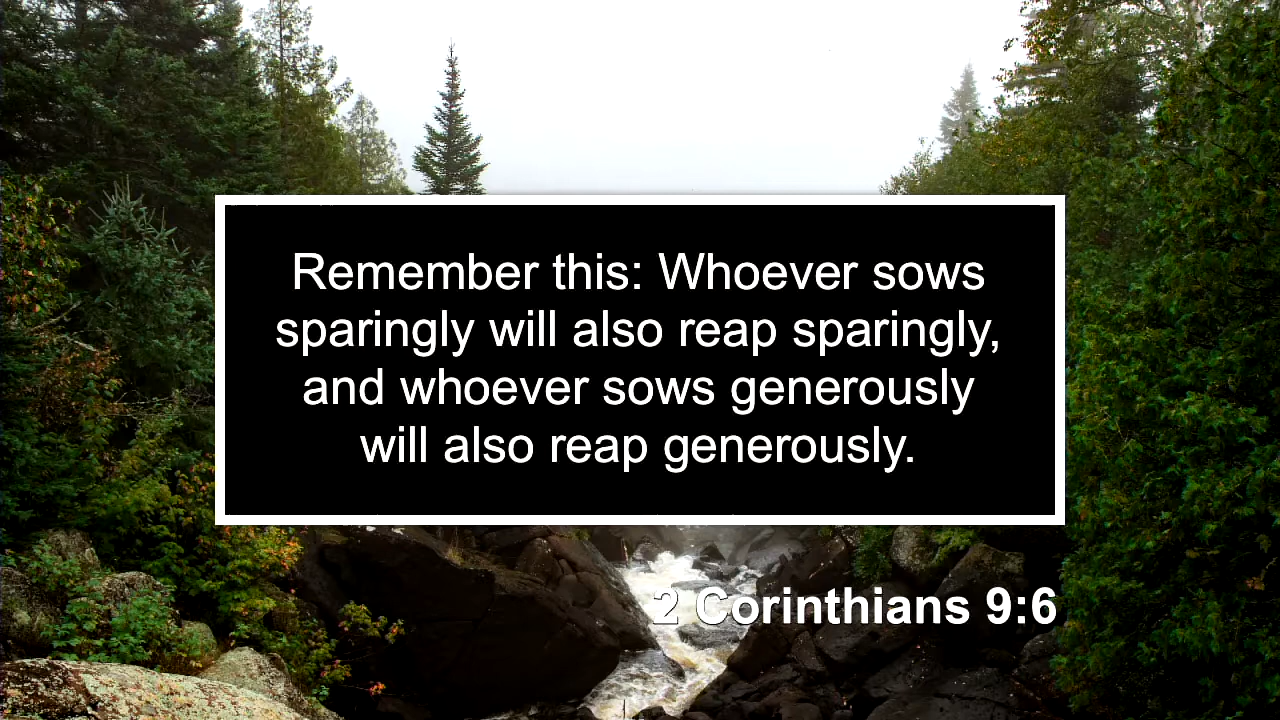 Remember this: Whoever sows
sparingly will also reap sparingly,
and whoever sows generously
will also reap generously.
2 Corinthians 9:6